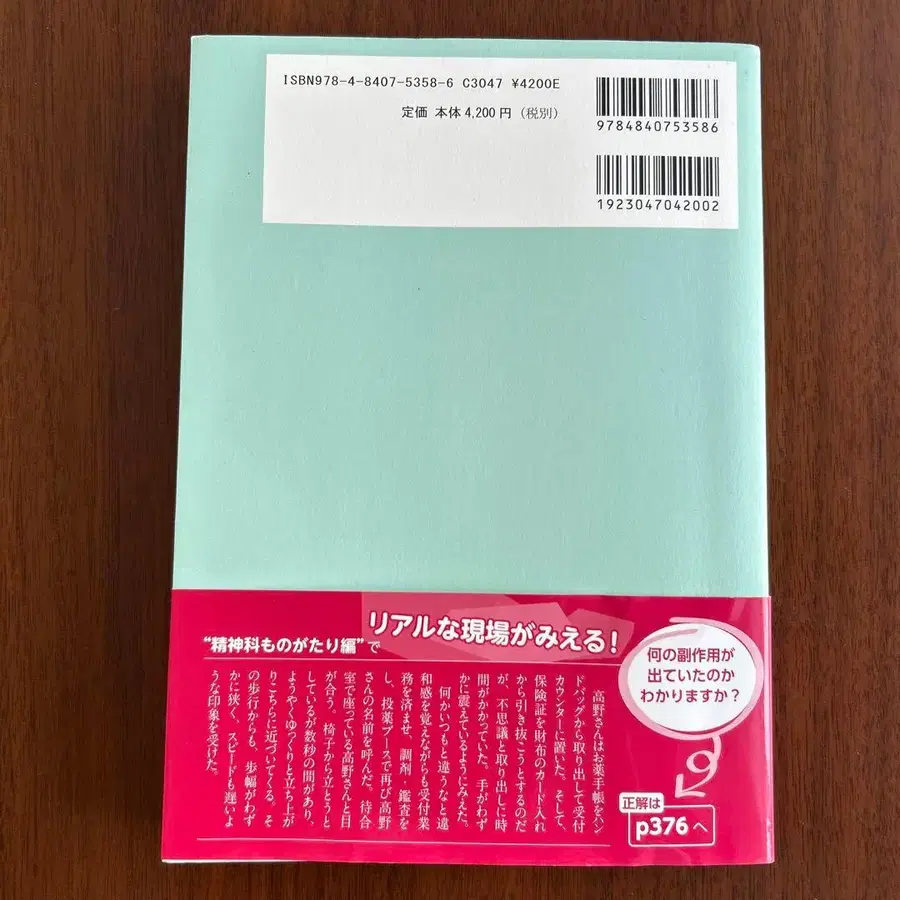 ISBN978-4-8407-5358-6 C3047 ¥4200E
定価 本体4,200円（税別）
9784840753586
1923047042002
“精神科ものがたり編”で
リアルな現場がみえる！
何の副作用が
出ていたのか
わかりますか？
高野さんはお薬手帳をハン
ドバッグから取り出して受付
カウンターに置いた。そして、
保険証を財布のカード入れ
から引き抜こうとするのだ
が、不思議と取り出しに時
間がかかっていた。手がわず
かに震えているようにみえた。
何かいつもと違うなと違
和感を覚えながらも受付業
務を済ませ、調剤・鑑査を
し、投薬ブースで再び高野
さんの名前を呼んだ。待合
室で座っている高野さんと目
が合う。椅子から立とうと
しているが数秒の間があり、
ようやくゆっくりと立ち上が
りこちらに近づいてくる。そ
の歩行からも、歩幅がわず
かに狭く、スピードも遅いよ
うな印象を受けた。
正解は
p376へ